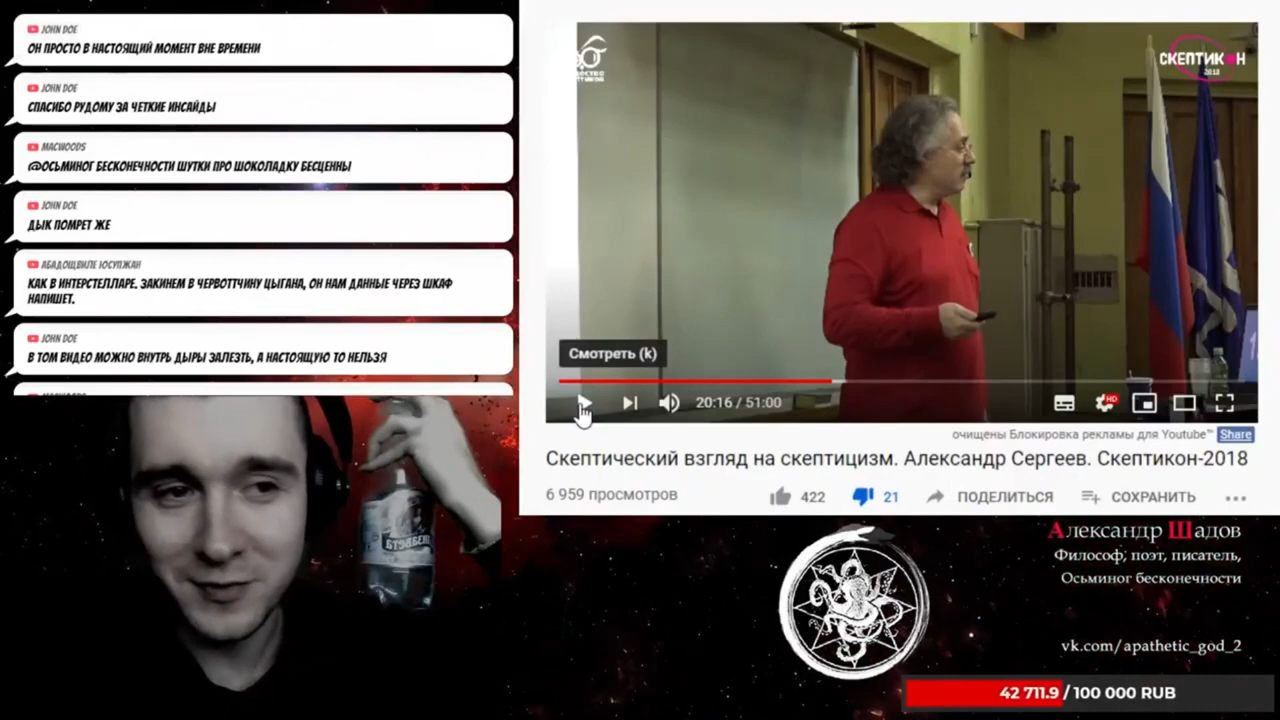 JOHN DOE
ОН ПРОСТО В НАСТОЯЩИЙ МОМЕНТ ВНЕ ВРЕМЕНИ
JOHN DOE
СПАСИБО РУДОМУ ЗА ЧЕТКИЕ ИНСАЙДЫ
MACWOODS
@ОСЬМИНОГ БЕСКОНЕЧНОСТИ ШУТКИ ПРО ШОКОЛАДКУ БЕСЦЕННЫ
JOHN DOE
ДЫК ПОМРЕТ ЖЕ
АБАДОЩВИЛЕ ЮСУПЖАН
КАК В ИНТЕРСТЕЛЛАРЕ. ЗАКИНЕМ В ЧЕРВОТТЧИНУ ЦЫГАНА, ОН НАМ ДАННЫЕ ЧЕРЕЗ ШКАФ
НАПИШЕТ.
JOHN DOE
В ТОМ ВИДЕО МОЖНО ВНУТРЬ ДЫРЫ ЗАЛЕЗТЬ, А НАСТОЯЩУЮ ТО НЕЛЬЗЯ
СКЕПТИКОН
2018
Смотреть (k)
20:16 / 51:00
HD
очищены Блокировка рекламы для Youtube™ Share
Скептический взгляд на скептицизм. Александр Сергеев. Скептикон-2018
6 959 просмотров
422
21
ПОДЕЛИТЬСЯ
СОХРАНИТЬ
Александр Шадов
Философ, поэт, писатель,
Осьминог бесконечности
vk.com/apathetic_god_2
42 711.9 / 100 000 RUB